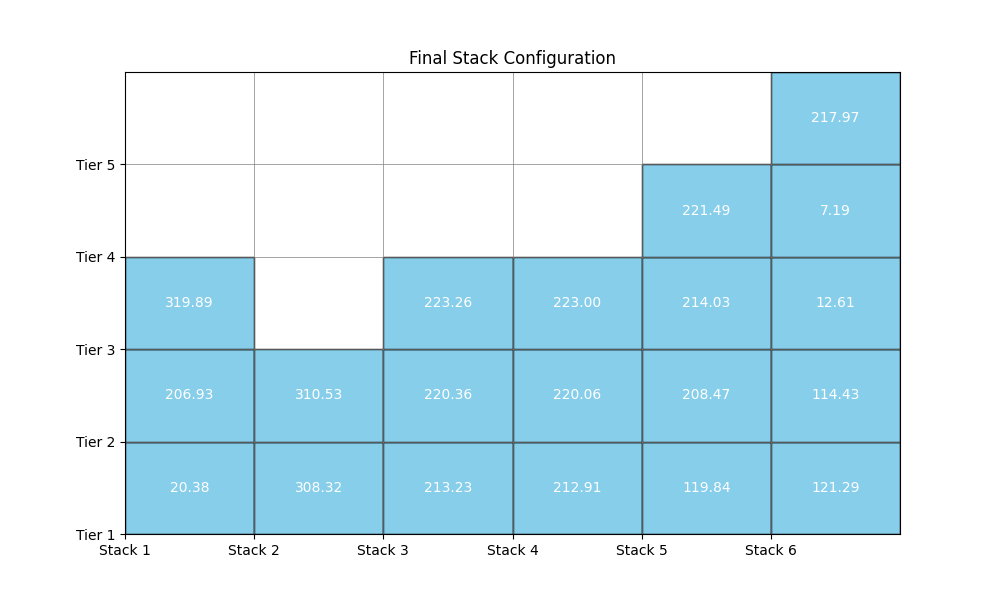 Final Stack Configuration
217.97
Tier 5
221.49 7.19
Tier 4
319.89 223.26 223.00 214.03 12.61
Tier 3
206.93 310.53 220.36 220.06 208.47 114.43
Tier 2
20.38 308.32 213.23 212.91 119.84 121.29
Tier 1
Stack 1 Stack 2 Stack 3 Stack 4 Stack 5 Stack 6